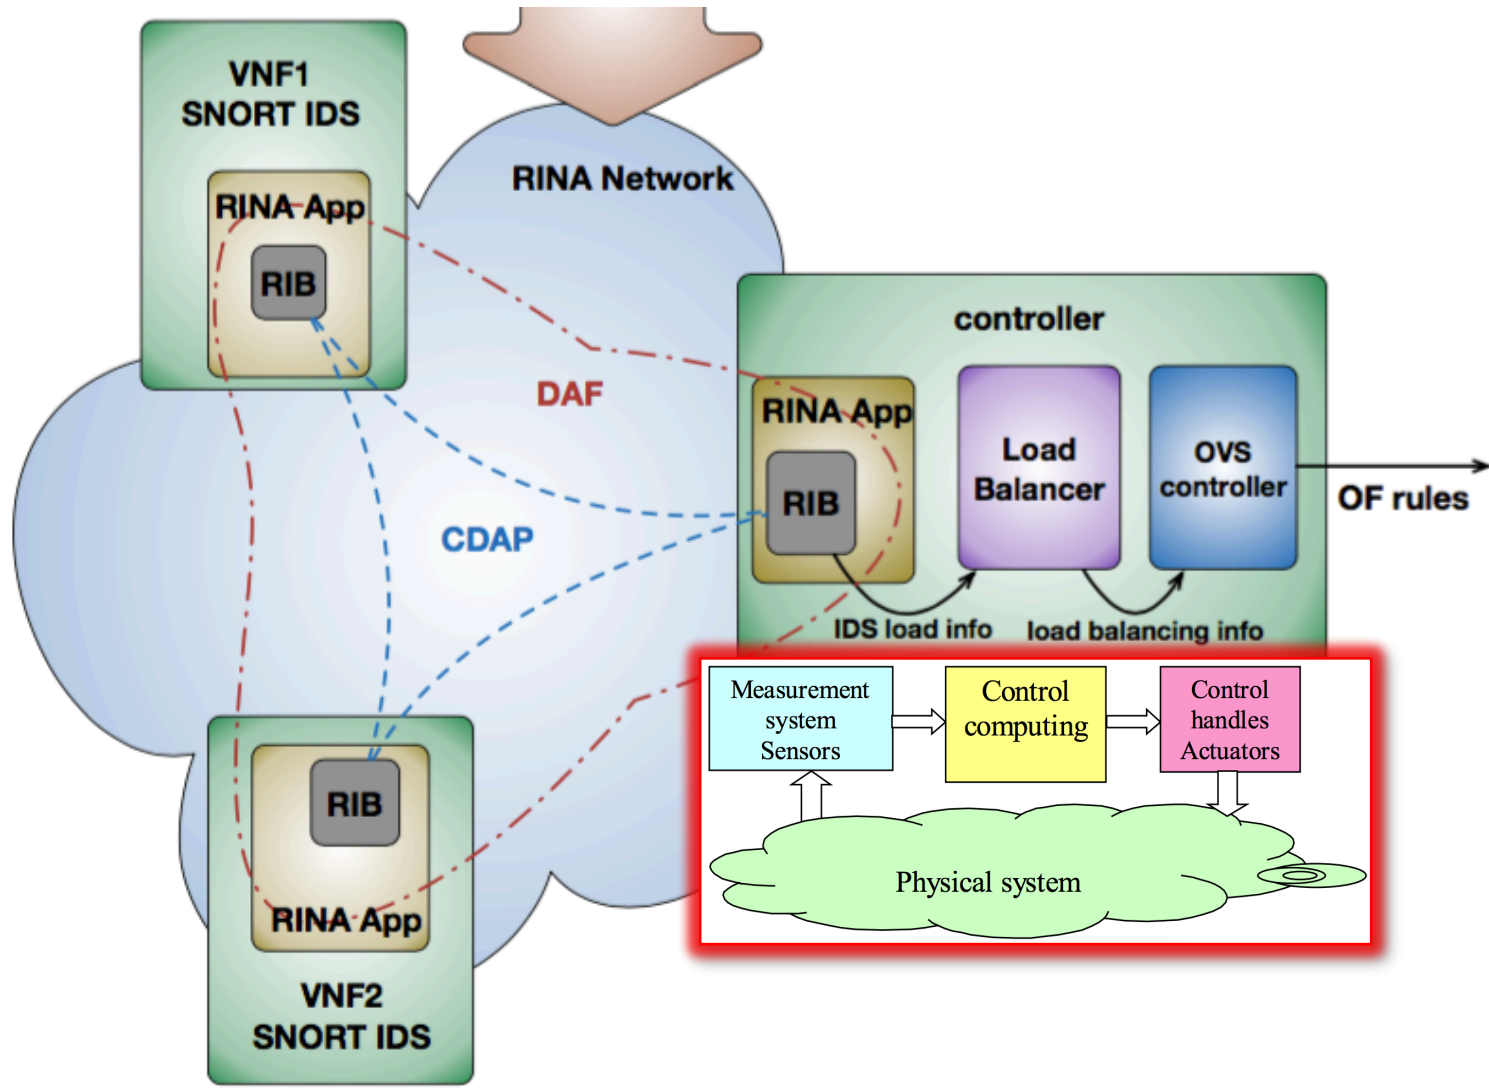 VNF1
SNORT IDS
RINA App
RIB
RINA Network
DAF
CDAP
controller
RINA App
RIB
Load
Balancer
OVS
controller
OF rules
IDS load info
load balancing info
Measurement
system
Sensors
Control
computing
Control
handles
Actuators
Physical system
RIB
RINA App
VNF2
SNORT IDS